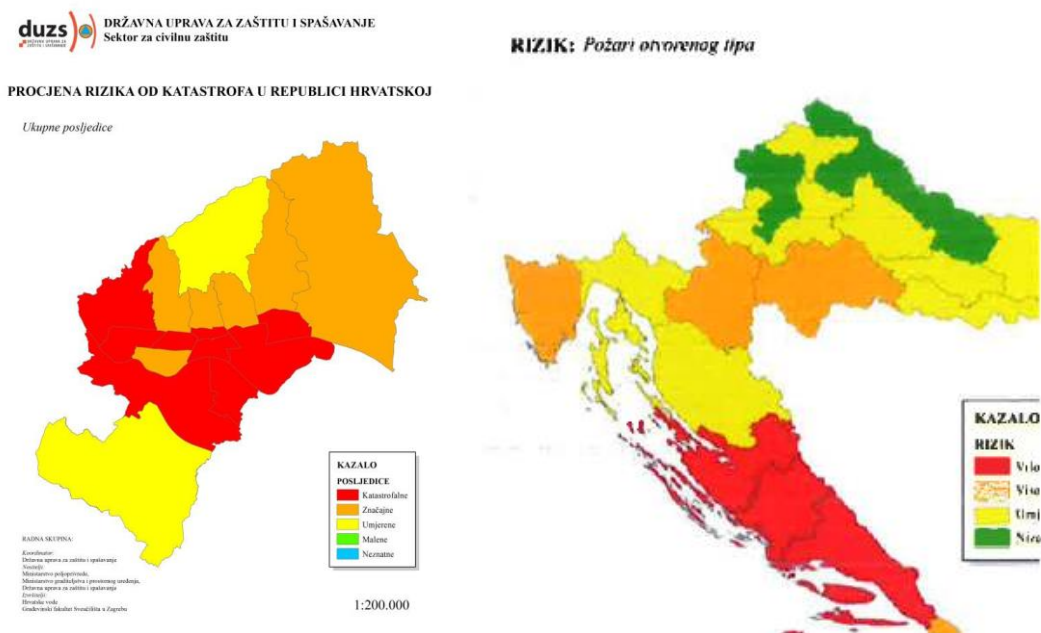 duzs
DRŽAVNA UPRAVA ZA ZAŠTITU I SPAŠAVANJE
Sektor za civilnu zaštitu
PROCJENA RIZIKA OD KATASTROFA U REPUBLICI HRVATSKOJ
Ukupne posljedice
KAZALO
POSLJEDICE
Katastrofalne
Značajne
Umjerene
Malene
Neznatne
RADNA SKUPINA:
Koordinator:
Državna uprava za zaštitu i spašavanje
Nositelji:
Ministarstvo poljoprivrede,
Ministarstvo graditeljstva i prostornog uređenja,
Državna uprava za zaštitu i spašavanje
Izvršitelji:
Hrvatske vode
Građevinski fakultet Sveučilišta u Zagrebu
1:200.000
RIZIK: Požari otvorenog tipa
KAZALO
RIZIK